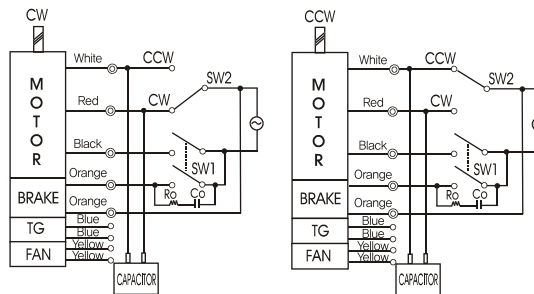 CW
White
CCW
SW2
Red
CW
MOTOR
Black
SW1
Orange
Ro
Co
BRAKE
Orange
Blue
TG
Blue
Yellow
FAN
Yellow
CAPACITOR
CCW
White
CCW
SW2
Red
CW
MOTOR
Black
SW1
Orange
Ro
Co
BRAKE
Orange
Blue
TG
Blue
Yellow
FAN
Yellow
CAPACITOR